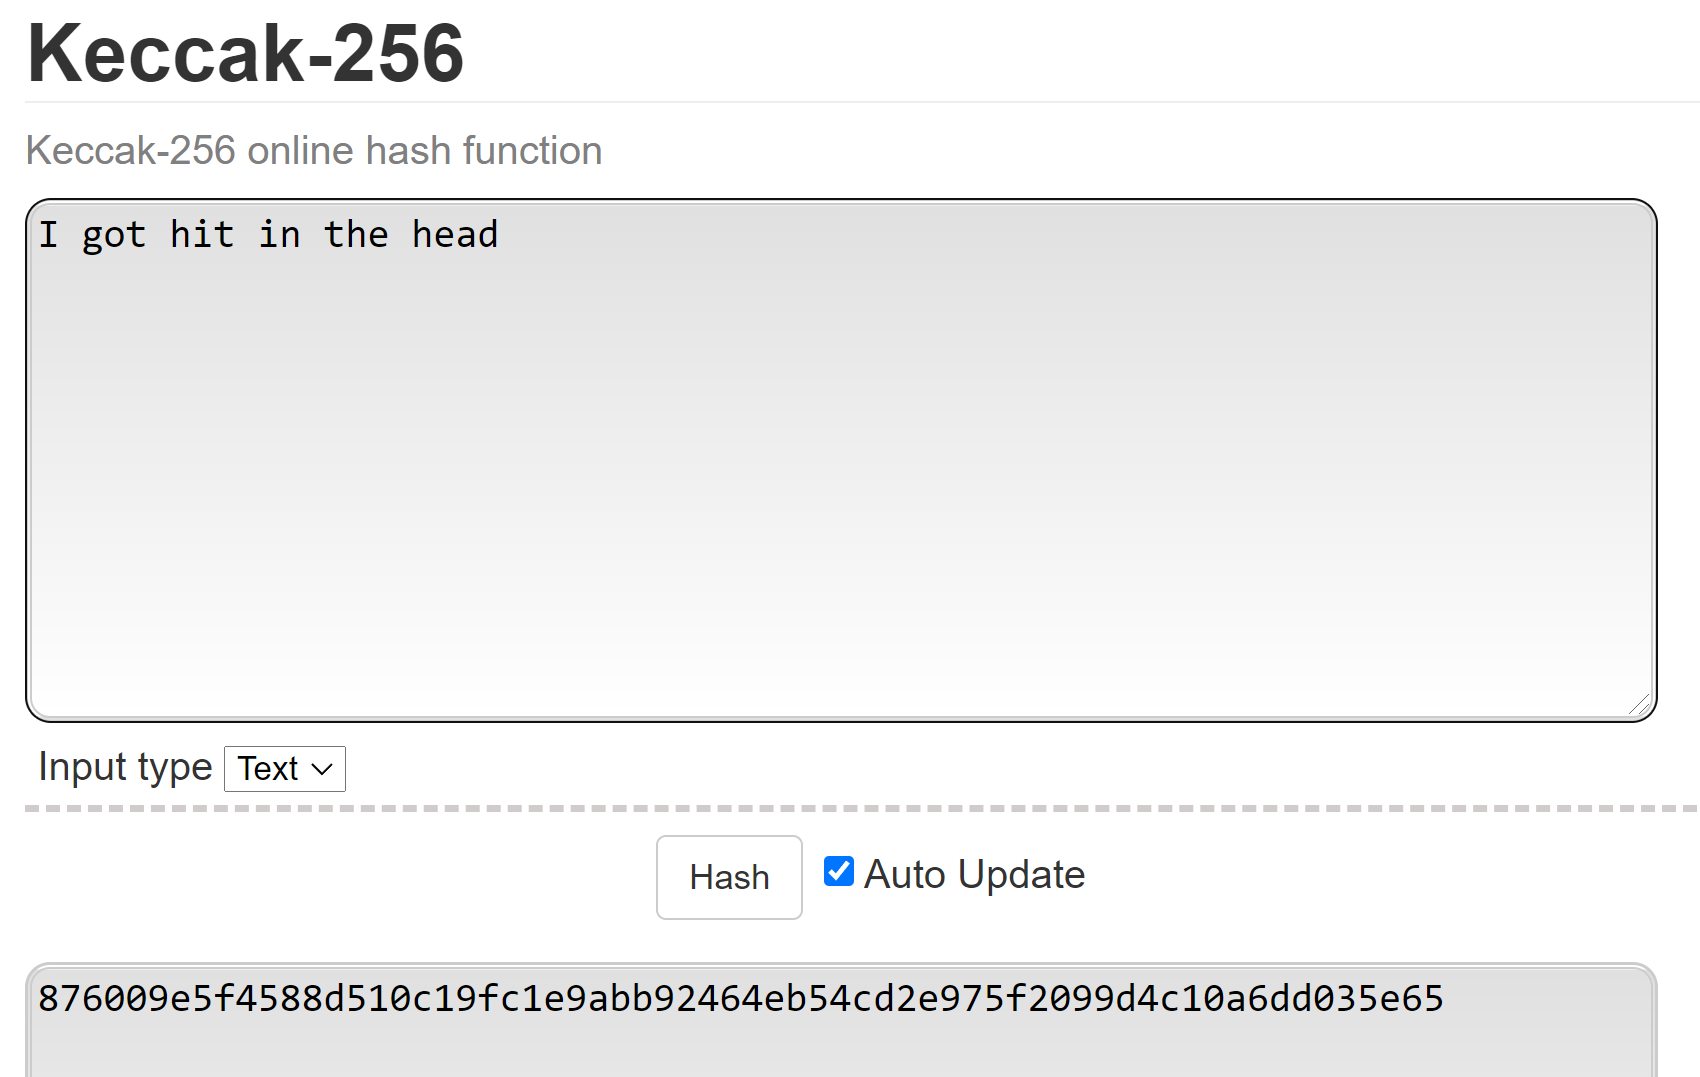 Keccak-256
Keccak-256 online hash function
I got hit in the head
Input type Text
Hash Auto Update
876009e5f4588d510c19fc1e9abb92464eb54cd2e975f2099d4c10a6dd035e65